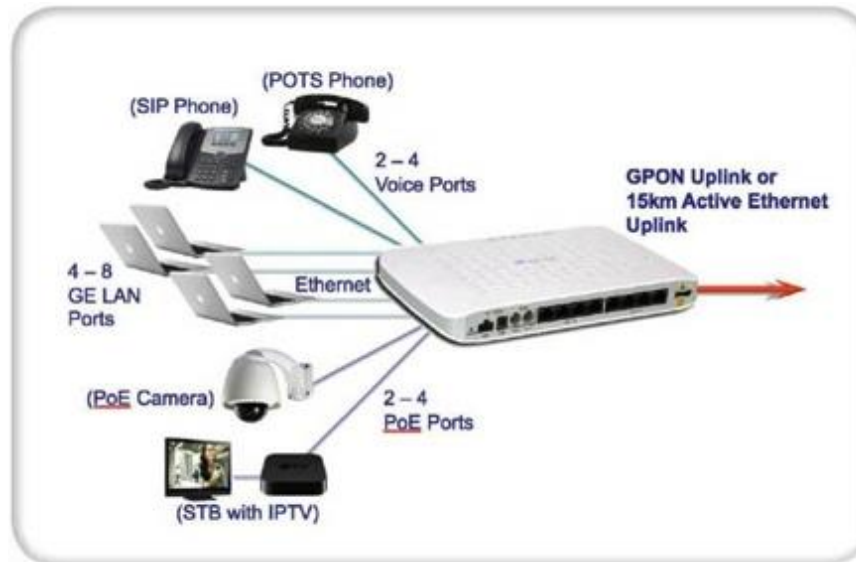 (POTS Phone)
(SIP Phone)
2 – 4
Voice Ports
GPON Uplink or
15km Active Ethernet
Uplink
4 – 8
GE LAN
Ports
Ethernet
(PoE Camera)
2 – 4
PoE Ports
(STB with IPTV)